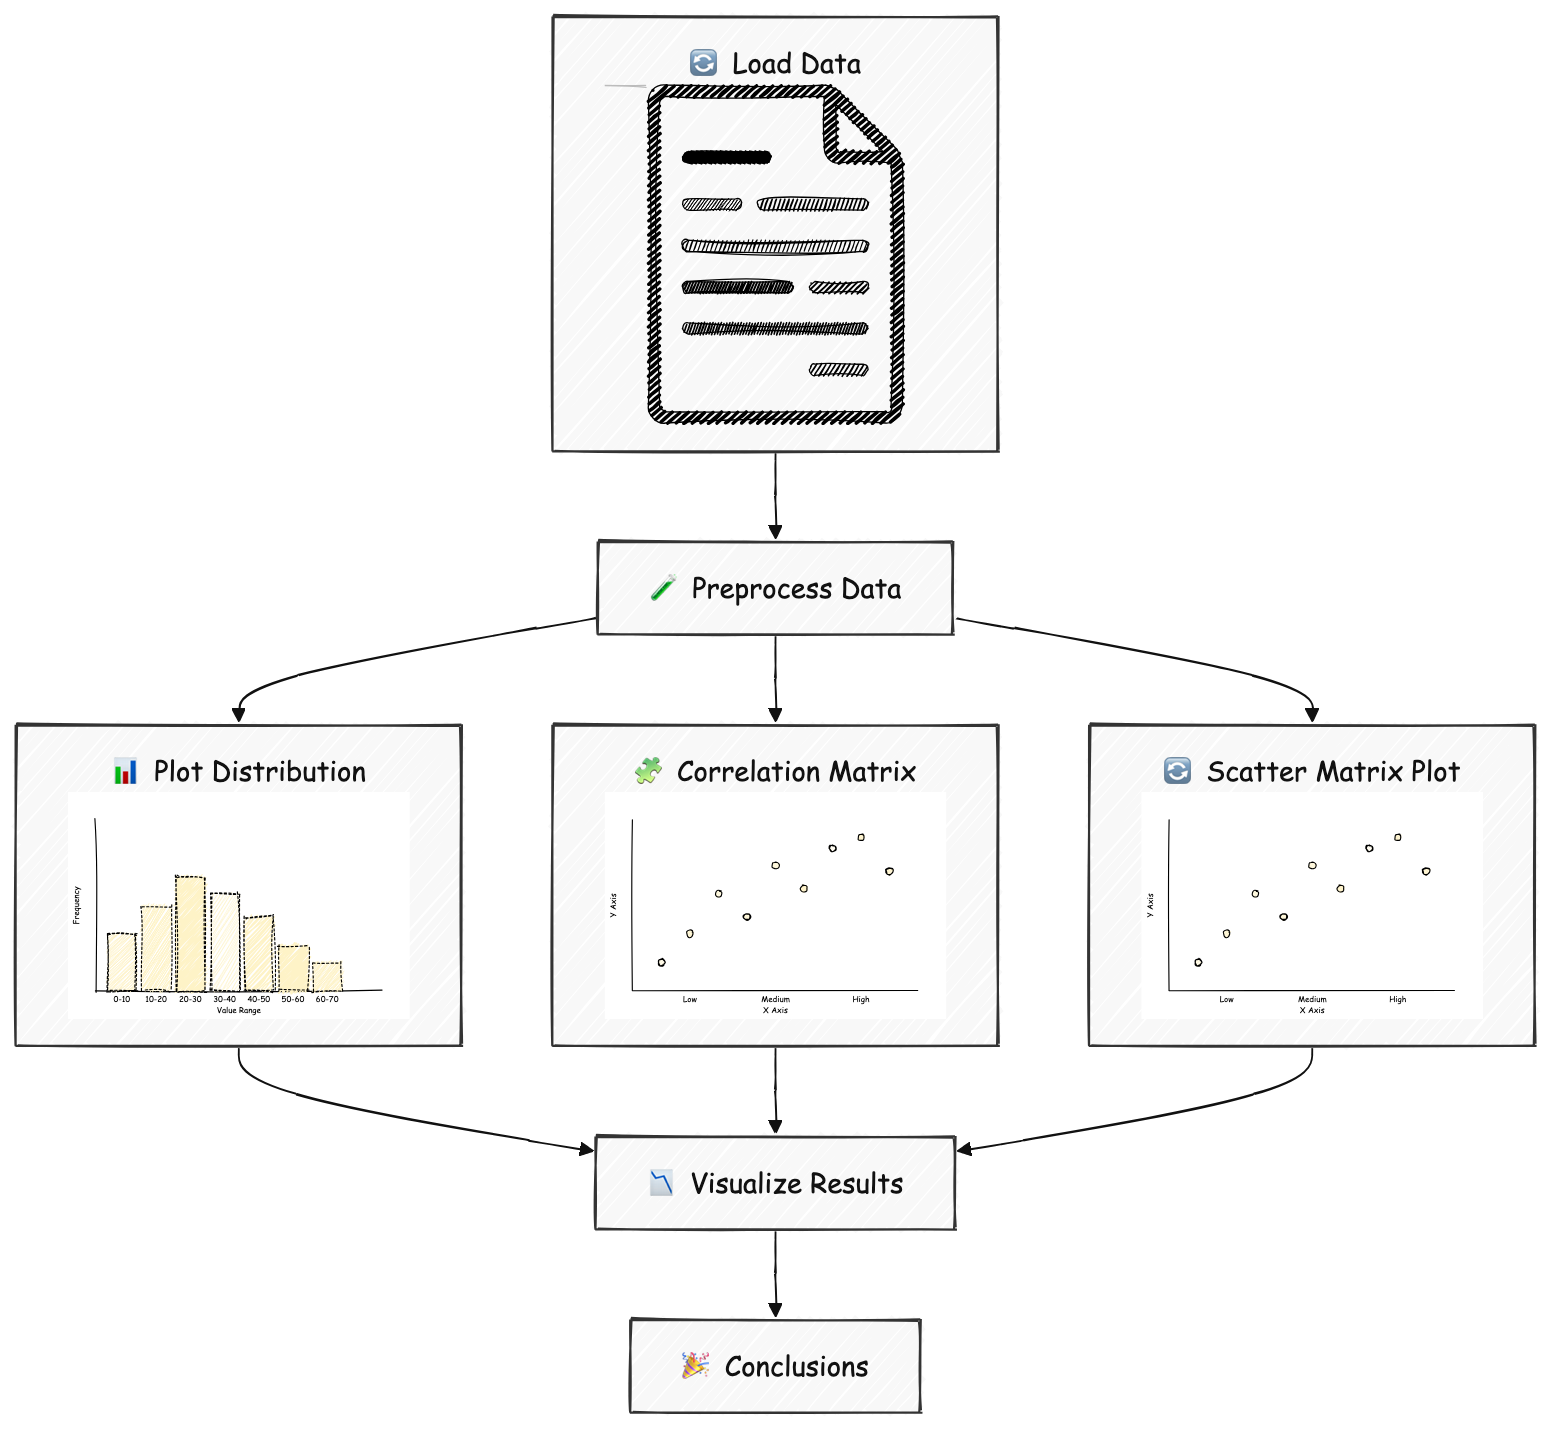 🔄 Load Data
🧪 Preprocess Data
📊 Plot Distribution
Frequency
0-10 10-20 20-30 30-40 40-50 50-60 60-70
Value Range
🧩 Correlation Matrix
Y Axis
Low Medium High
X Axis
🔄 Scatter Matrix Plot
Y Axis
Low Medium High
X Axis
📉 Visualize Results
🎉 Conclusions